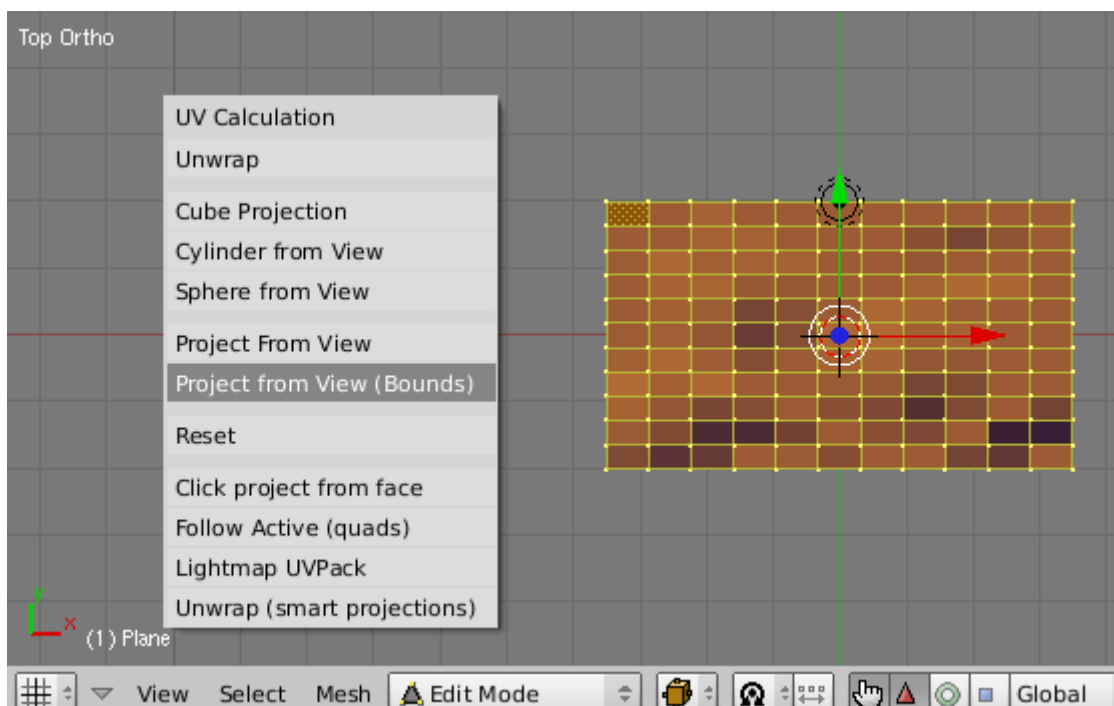 Top Ortho
UV Calculation
Unwrap
Cube Projection
Cylinder from View
Sphere from View
Project From View
Project from View (Bounds)
Reset
Click project from face
Follow Active (quads)
Lightmap UVPack
Unwrap (smart projections)
y
x
(1) Plane
View Select Mesh Edit Mode Global